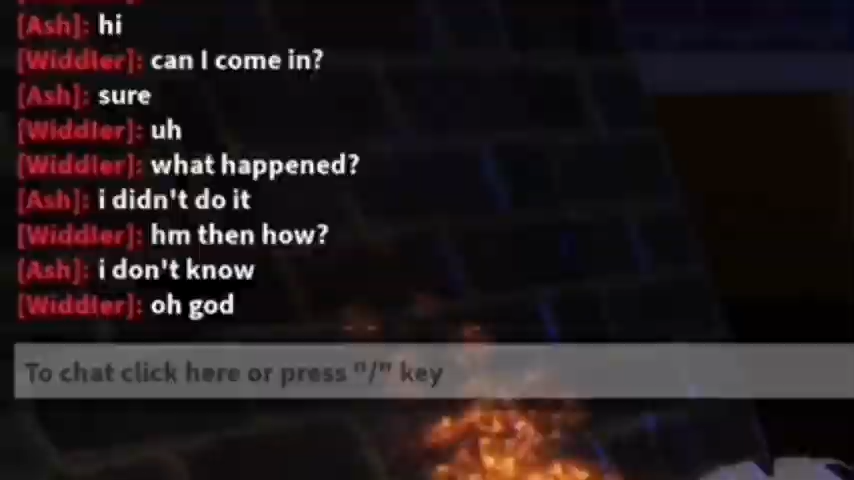 [Ash]: hi
[Widdler]: can I come in?
[Ash]: sure
[Widdler]: uh
[Widdler]: what happened?
[Ash]: i didn't do it
[Widdler]: hm then how?
[Ash]: i don't know
[Widdler]: oh god
To chat click here or press "/" key